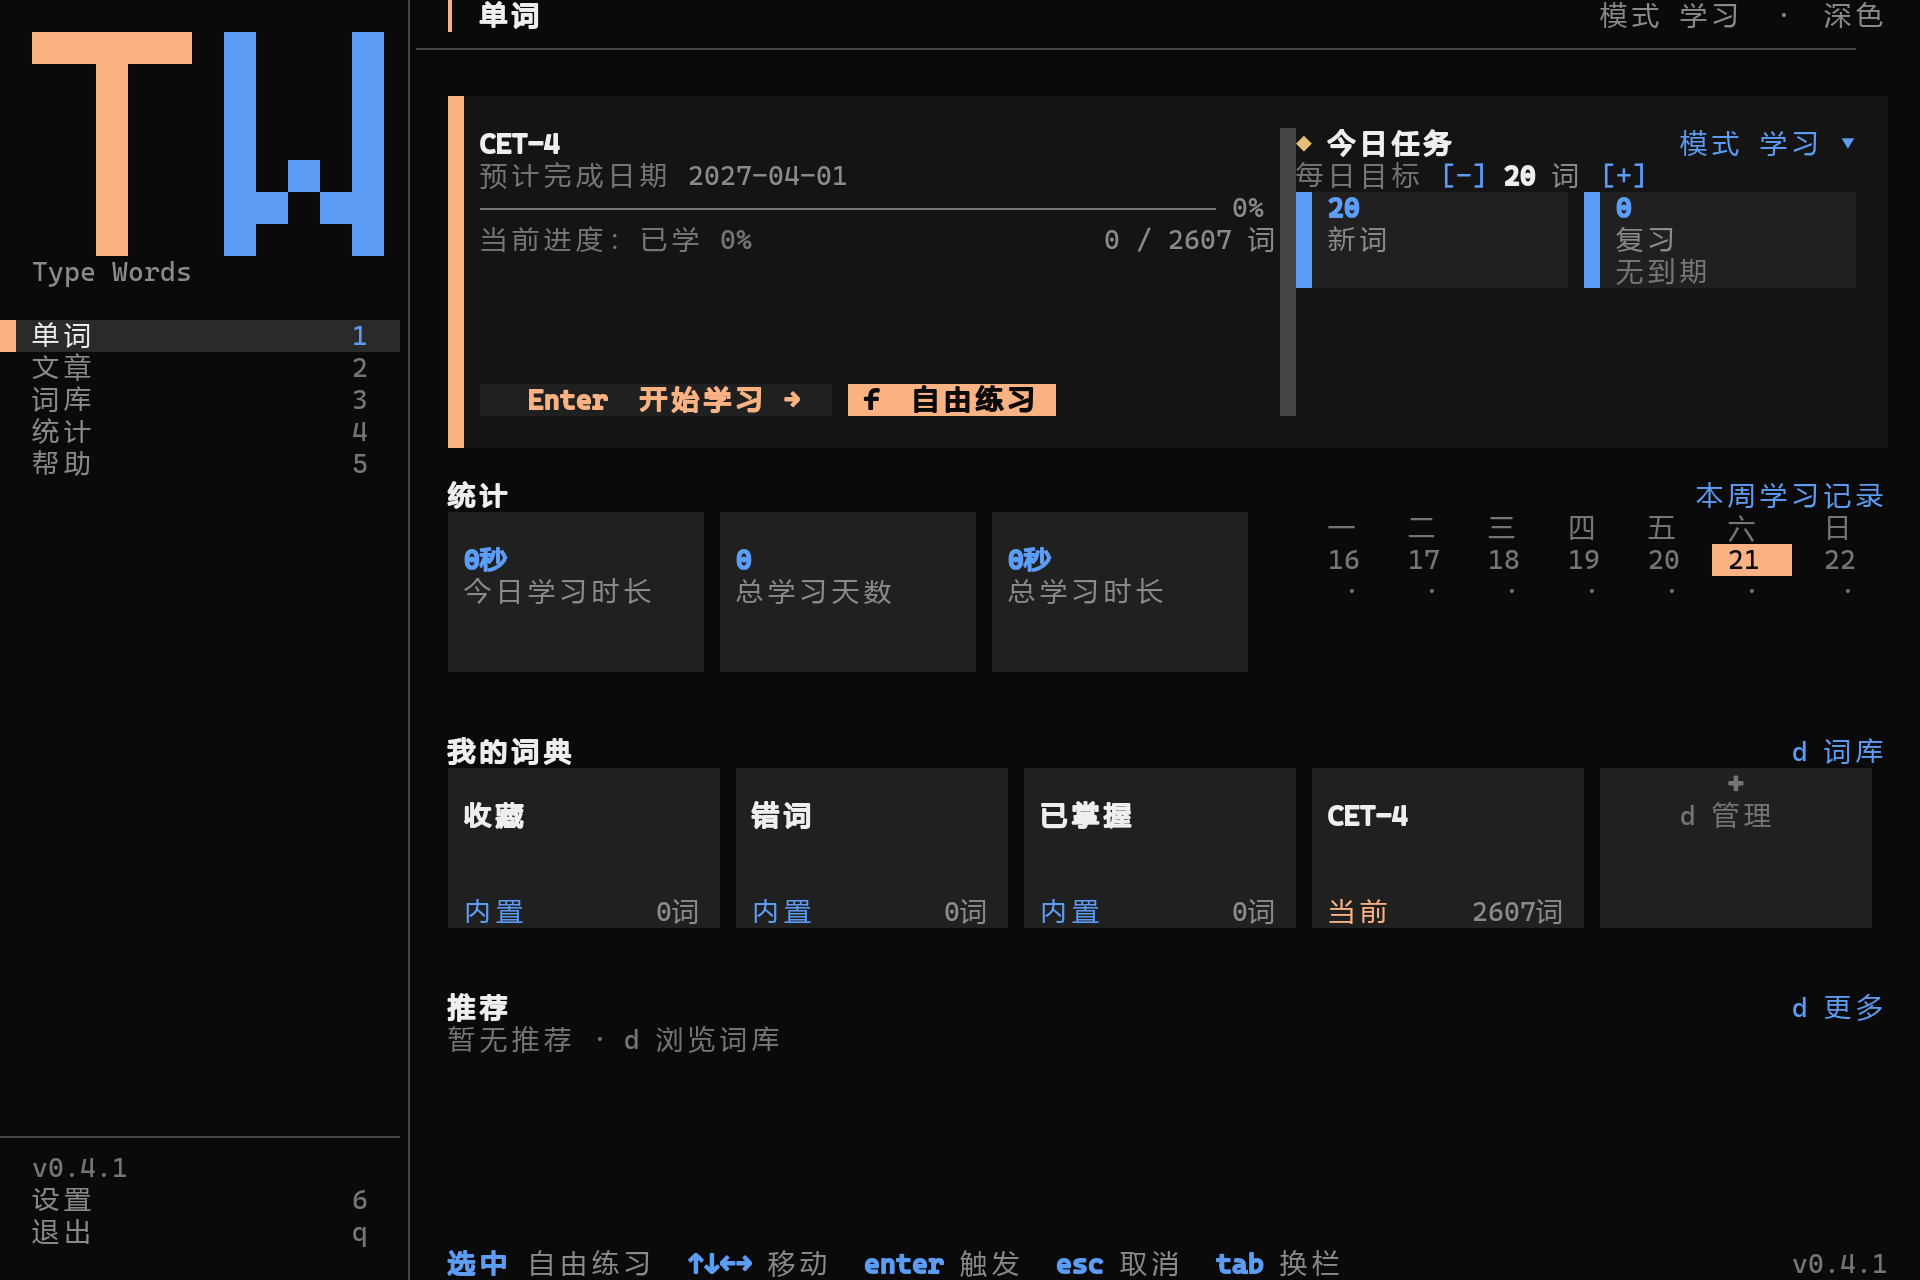 TW
Type Words
单词 1
文章 2
词库 3
统计 4
帮助 5
v0.4.1
设置 6
退出 q
单词
模式 学习 · 深色
CET-4
预计完成日期 2027-04-01
0%
当前进度: 已学 0%
0 / 2607 词
Enter 开始学习 →
f 自由练习
◆ 今日任务
模式 学习 ▼
每日目标 [-] 20 词 [+]
20
新词
0
复习
无到期
统计
0秒
今日学习时长
0
总学习天数
0秒
总学习时长
本周学习记录
一 二 三 四 五 六 日
16 17 18 19 20 21 22
· · · · · · ·
我的词典
d 词库
收藏
内置 0词
错词
内置 0词
已掌握
内置 0词
CET-4
当前 2607词
+
d 管理
推荐
d 更多
暂无推荐 · d 浏览词库
选中 自由练习 ↑↓←→ 移动 enter 触发 esc 取消 tab 换栏
v0.4.1